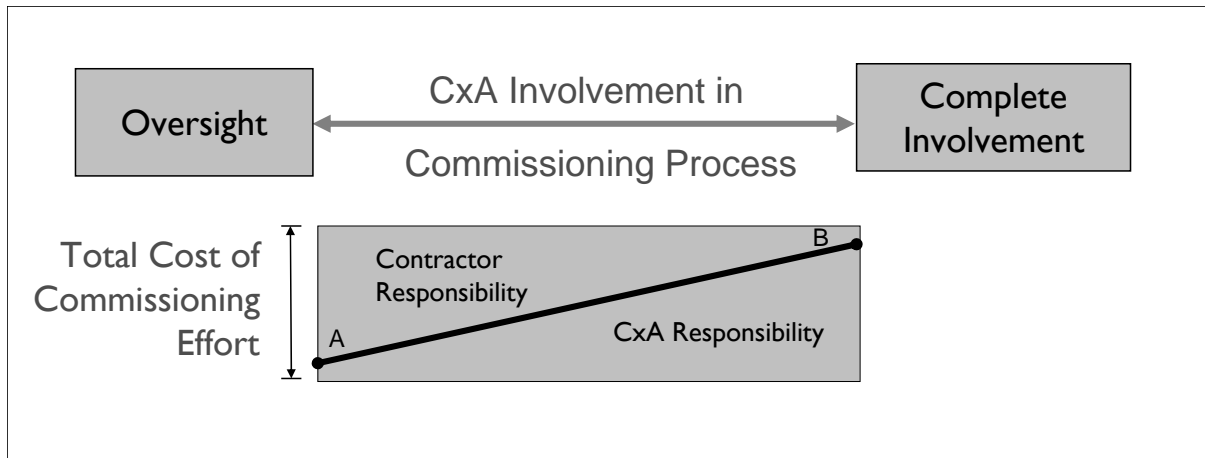 Oversight
CxA Involvement in
Commissioning Process
Complete
Involvement
Total Cost of
Commissioning
Effort
Contractor
Responsibility
A
B
CxA Responsibility